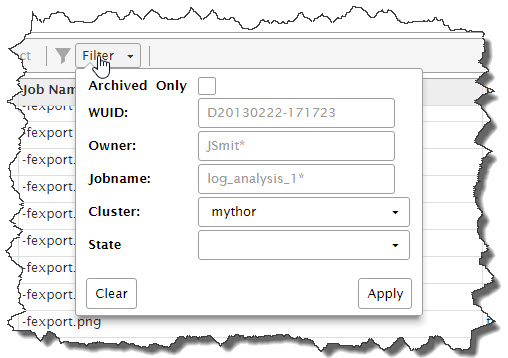 ct Filter
Job Nam
Archived Only
-fexport.
WUID: D20130222-171723
-fexport.
Owner: JSmit*
-fexport.
Jobname: log_analysis_1*
-fexport.
Cluster: mythor
-fexport.
State
-fexport.
-fexport.
Clear Apply
-fexport.
-fexport.png